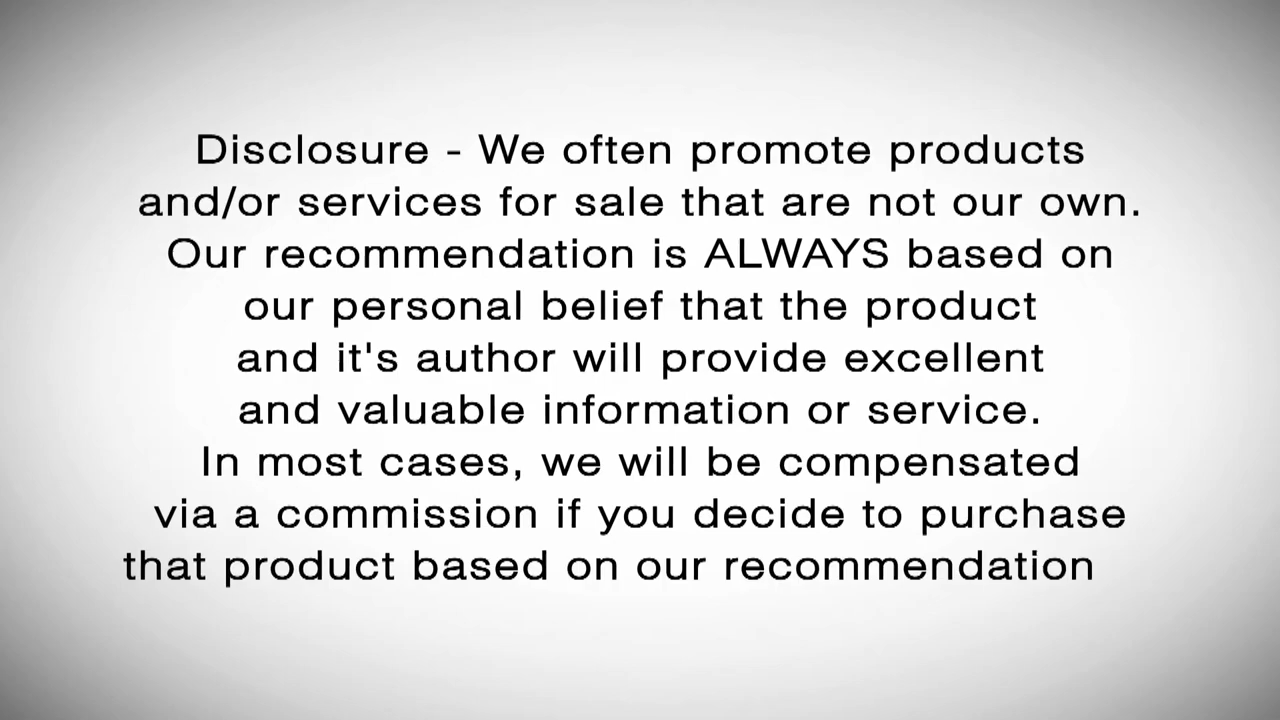 Disclosure - We often promote products
and/or services for sale that are not our own.
Our recommendation is ALWAYS based on
our personal belief that the product
and it's author will provide excellent
and valuable information or service.
In most cases, we will be compensated
via a commission if you decide to purchase
that product based on our recommendation